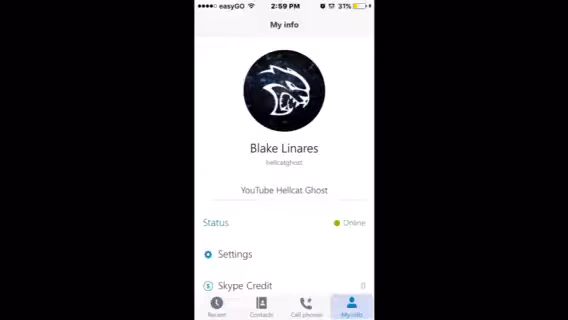 easyGO 2:59 PM 31%
My info
Blake Linares
hellcatghost
YouTube Hellcat Ghost
Status Online
Settings
Skype Credit
Recent Contacts Call phones My info